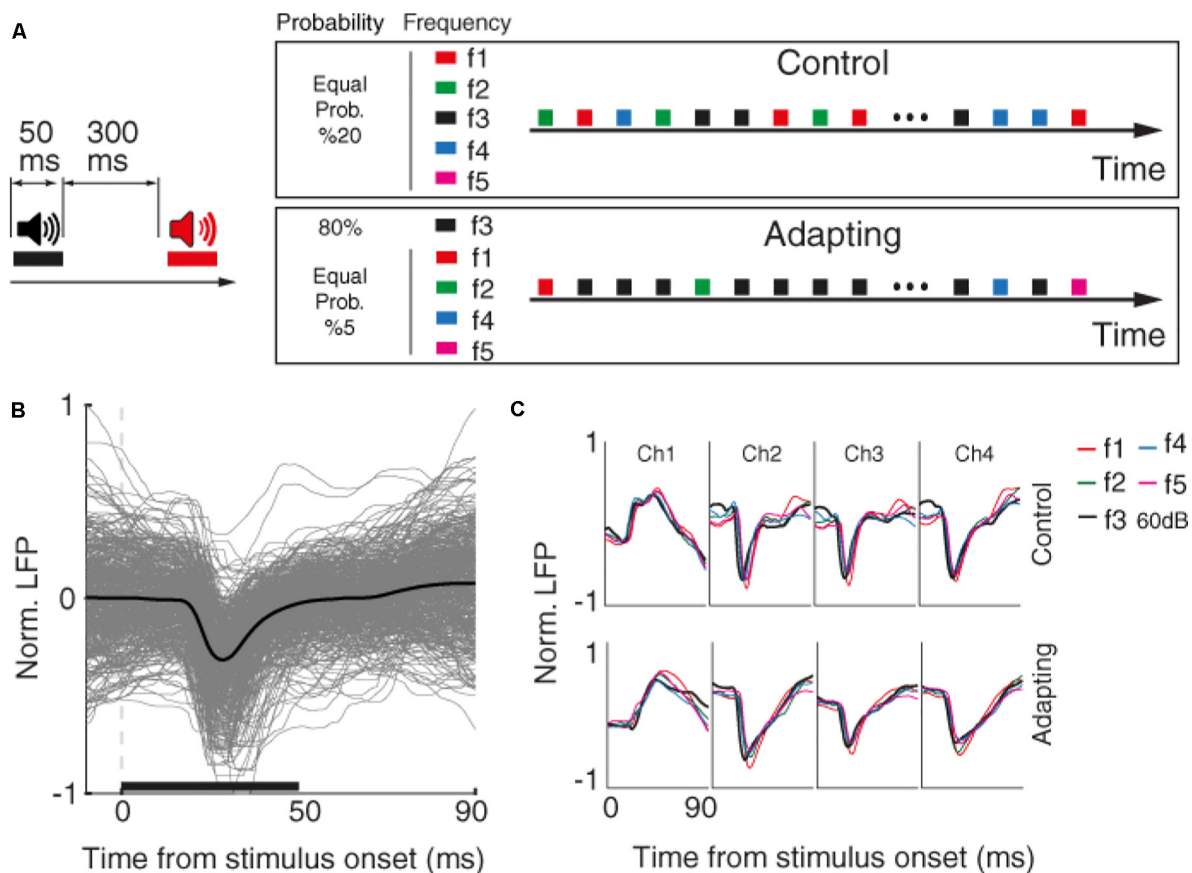 A
Probability Frequency
50 ms
300 ms
Equal Prob. %20
f1
f2
f3
f4
f5
Control
Time
80%
f3
Equal Prob. %5
f1
f2
f4
f5
Adapting
Time
B
1
0
-1
Norm. LFP
0 50 90
Time from stimulus onset (ms)
C
1
-1
Norm. LFP
Ch1 Ch2 Ch3 Ch4
Control
f1 f4
f2 f5
f3 60dB
1
-1
Adapting
0 90
Time from stimulus onset (ms)